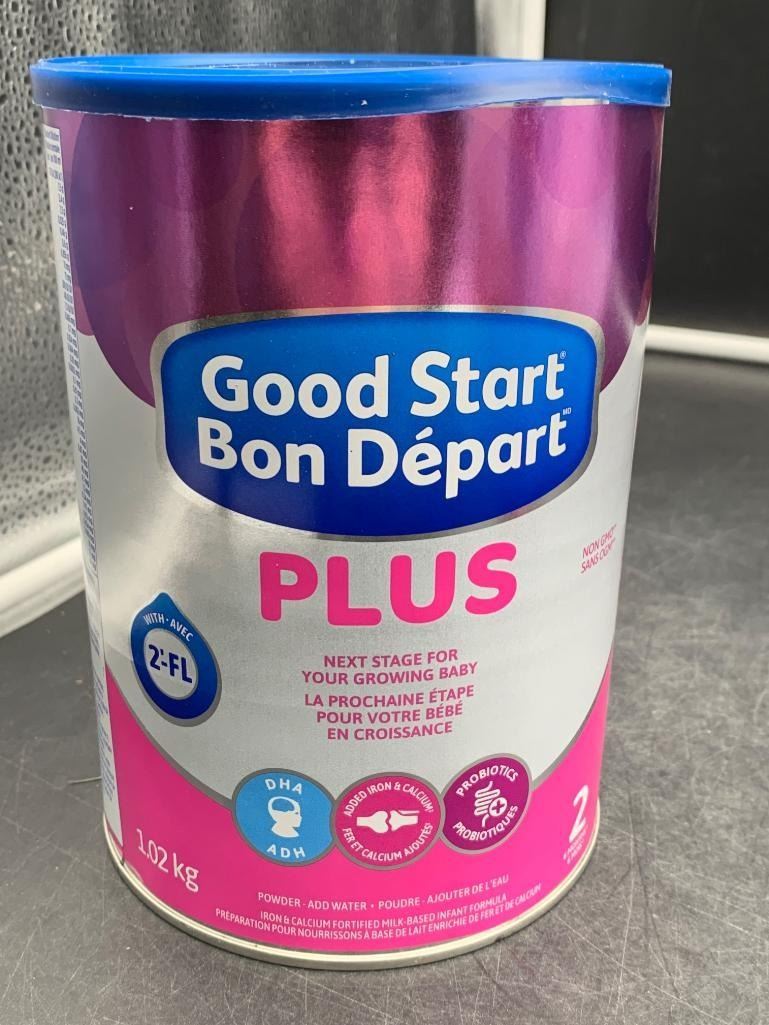 Good Start®
Bon Départ MD
PLUS
NON GMO
SANS OGM
WITH · AVEC
2'-FL
NEXT STAGE FOR
YOUR GROWING BABY
LA PROCHAINE ÉTAPE
POUR VOTRE BÉBÉ
EN CROISSANCE
DHA
ADH
ADDED IRON & CALCIUM
FER ET CALCIUM AJOUTÉS
PROBIOTICS
PROBIOTIQUES
2
1.02 kg
POWDER - ADD WATER • POUDRE - AJOUTER DE L'EAU
IRON & CALCIUM FORTIFIED MILK-BASED INFANT FORMULA
PRÉPARATION POUR NOURRISSONS À BASE DE LAIT ENRICHIE DE FER ET DE CALCIUM